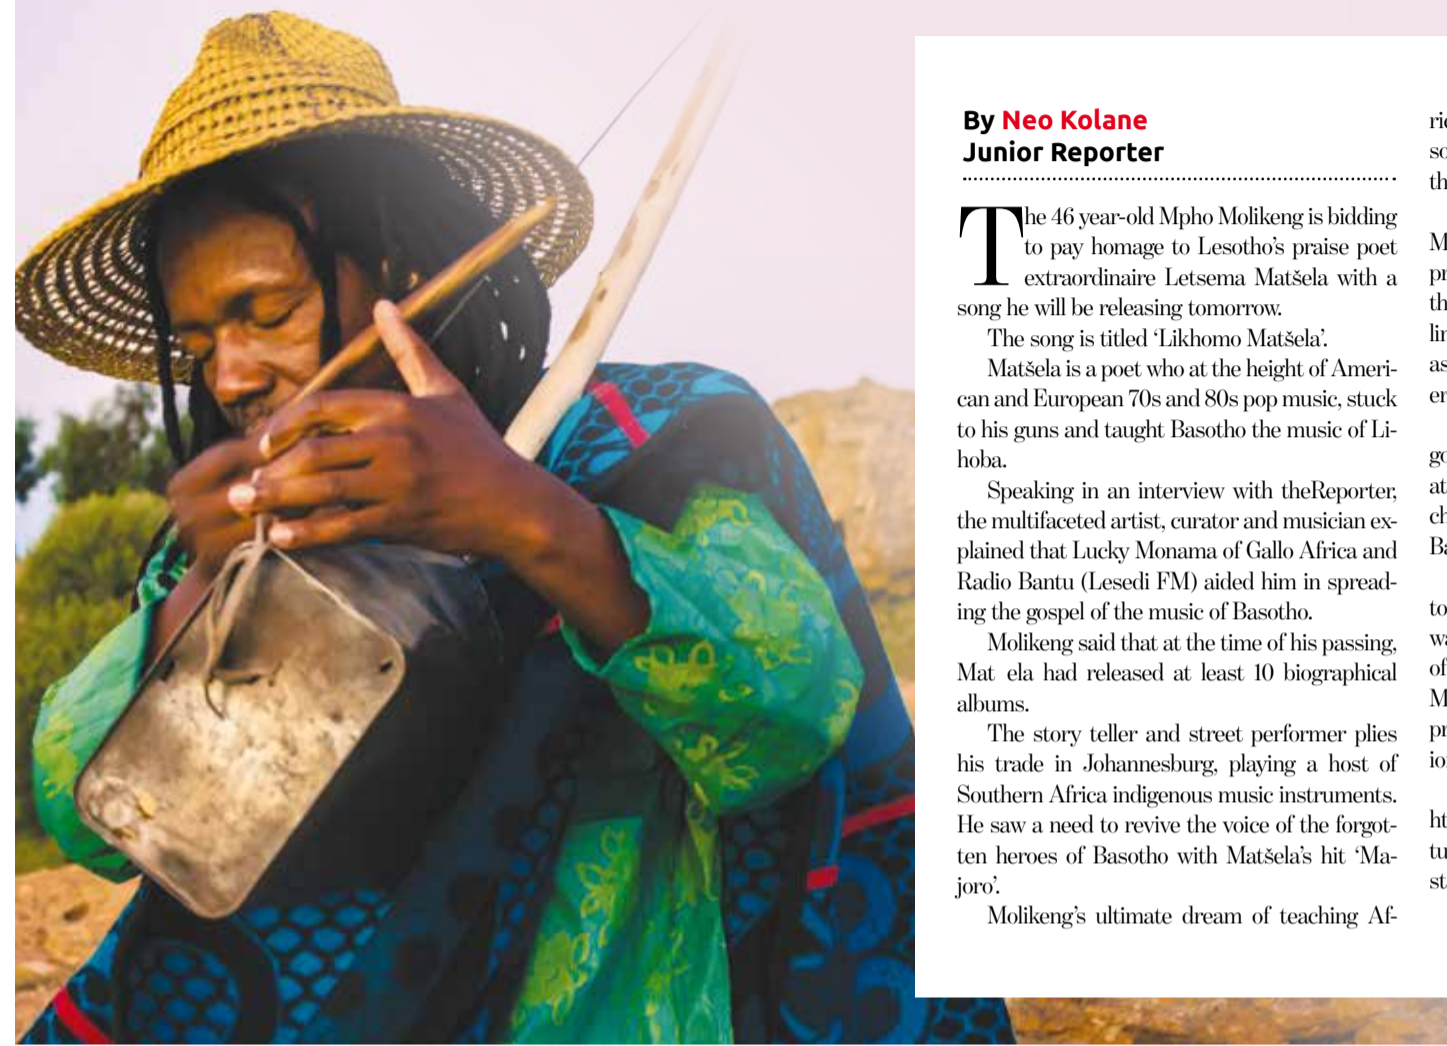 By Neo Kolane
Junior Reporter
The 46 year-old Mpho Molikeng is bidding
to pay homage to Lesotho's praise poet
extraordinaire Letsema Matšela with a
song he will be releasing tomorrow.
The song is titled 'Likhomo Matšela'.
Matšela is a poet who at the height of Ameri-
can and European 70s and 80s pop music, stuck
to his guns and taught Basotho the music of Li-
hoba.
Speaking in an interview with theReporter,
the multifaceted artist, curator and musician ex-
plained that Lucky Monama of Gallo Africa and
Radio Bantu (Lesedi FM) aided him in spread-
ing the gospel of the music of Basotho.
Molikeng said that at the time of his passing,
Mat ela had released at least 10 biographical
albums.
The story teller and street performer plies
his trade in Johannesburg, playing a host of
Southern Africa indigenous music instruments.
He saw a need to revive the voice of the forgot-
ten heroes of Basotho with Matšela's hit 'Ma-
joro'.
Molikeng's ultimate dream of teaching Af-